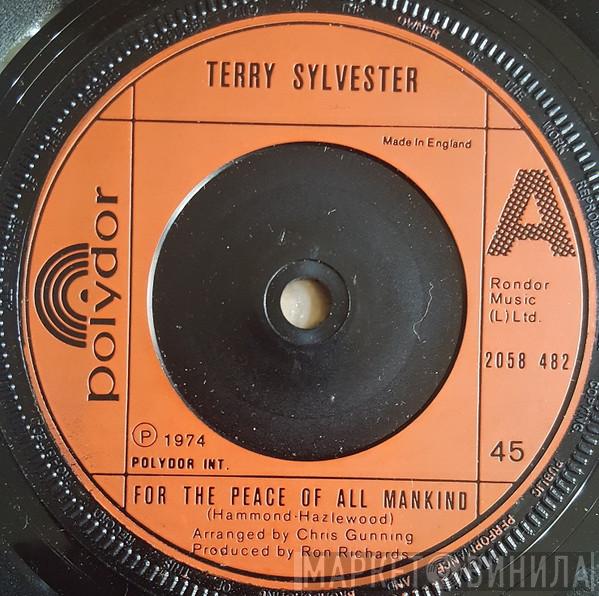 TERRY SYLVESTER
Made In England
A
polydor
Rondor
Music
(L) Ltd.
2058 482
Ⓟ 1974
POLYDOR INT.
45
FOR THE PEACE OF ALL MANKIND
(Hammond-Hazlewood)
Arranged by Chris Gunning
Produced by Ron Richards
МАРКЕТ ВИНИЛА